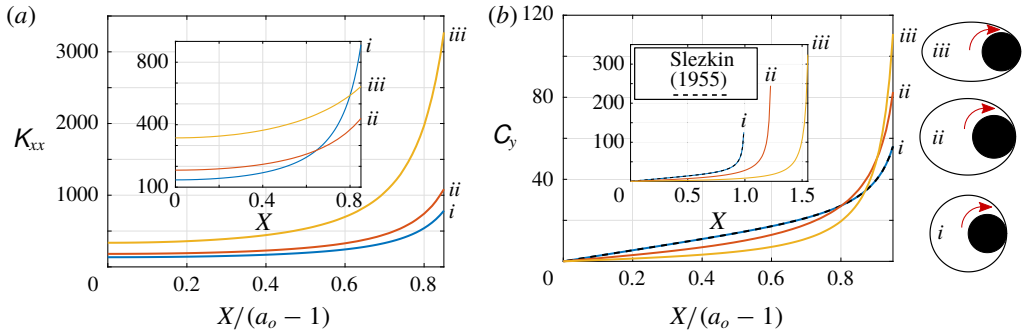 (a)
3000
2000
1000
0
K_xx
0.2
0.4
0.6
0.8
X/(a_o − 1)
iii
ii
i
800
400
100
0
0.4
0.8
X
i
iii
ii
(b)
120
80
40
0
C_y
0.2
0.4
0.6
0.8
X/(a_o − 1)
iii
ii
i
300
200
100
0
0.5
1.0
1.5
X
Slezkin
(1955)
i
ii
iii
iii
ii
i